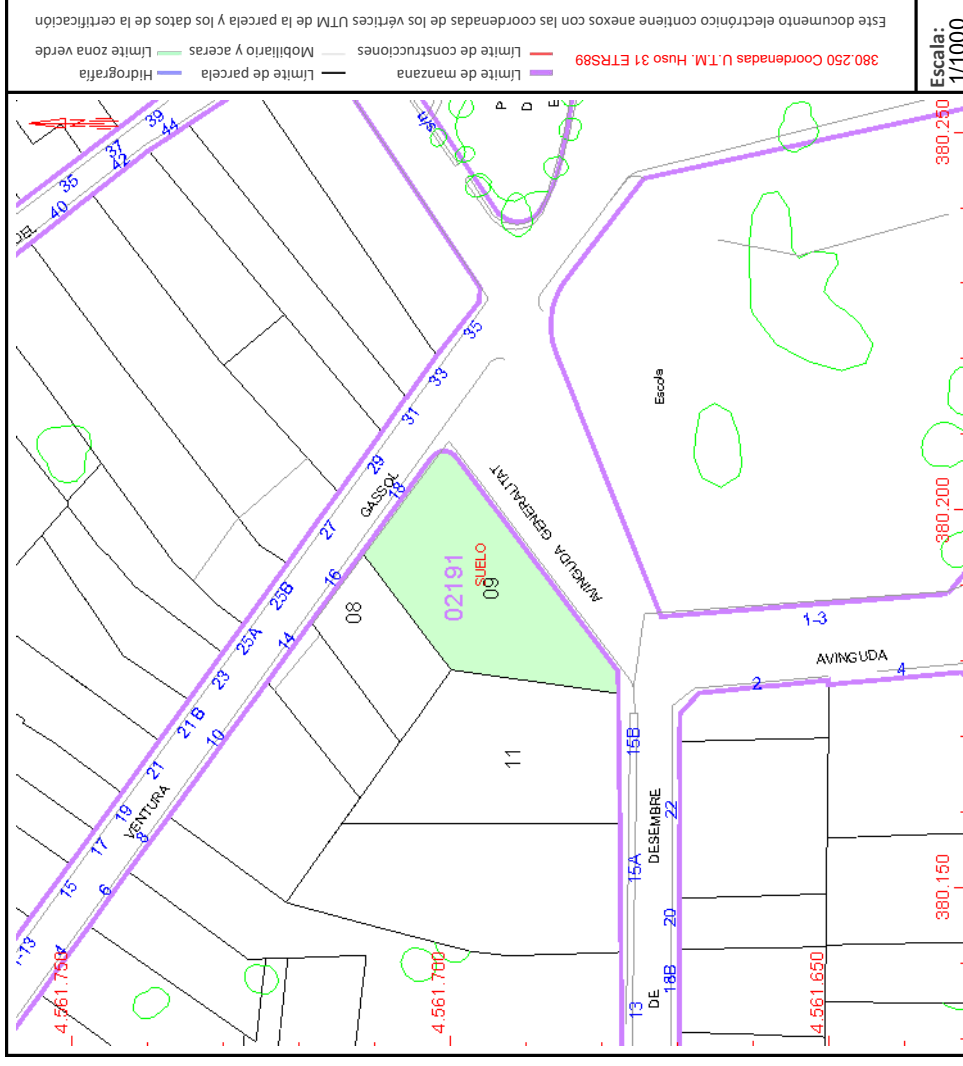 Este documento electrónico contiene anexos con las coordenadas de los vértices UTM de la parcela y los datos de la certificación
380.250 Coordenadas U.T.M. Huso 31 ETRS89
Límite de manzana
Límite de construcciones
Límite de parcela
Mobiliario y aceras
Hidrografía
Límite zona verde
Escala:
1/1000
39
37
35
44
42
40
s/n
P
D
E
380.250
35
33
31
29
27
25B
25A
23
21 B
21
19
17
15
GASSOL
18
16
14
10
8
6
4
VENTURA
08
02191
SUELO
09
11
AVINGUDA GENERALITAT
Escola
380.200
1-3
AVINGUDA
2
4
15B
15A
13
DESEMBRE
DE
22
20
18B
380.150
4.561.750
4.561.700
4.561.650